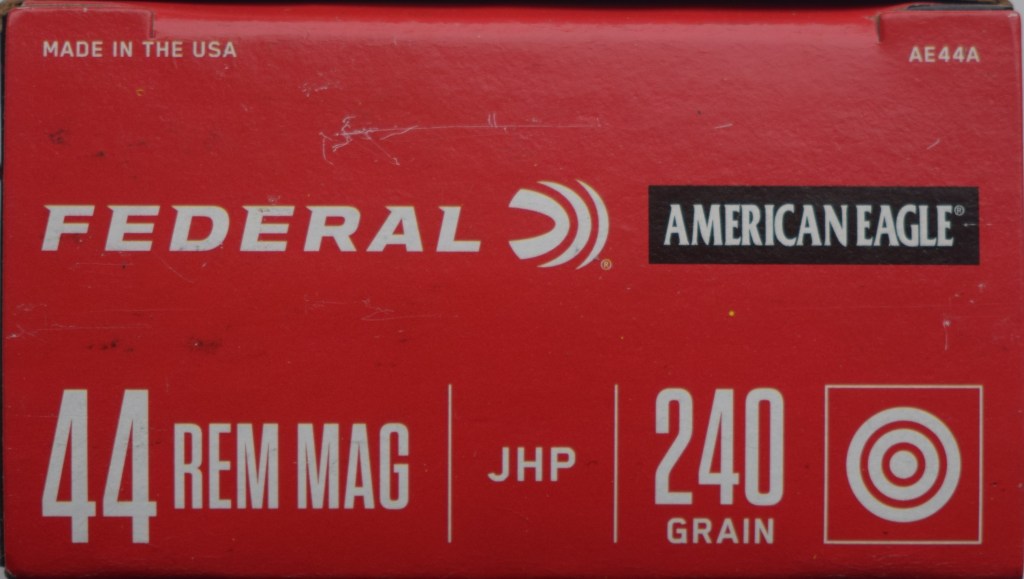 MADE IN THE USA
AE44A
FEDERAL®
AMERICAN EAGLE®
44 REM MAG
JHP
240
GRAIN